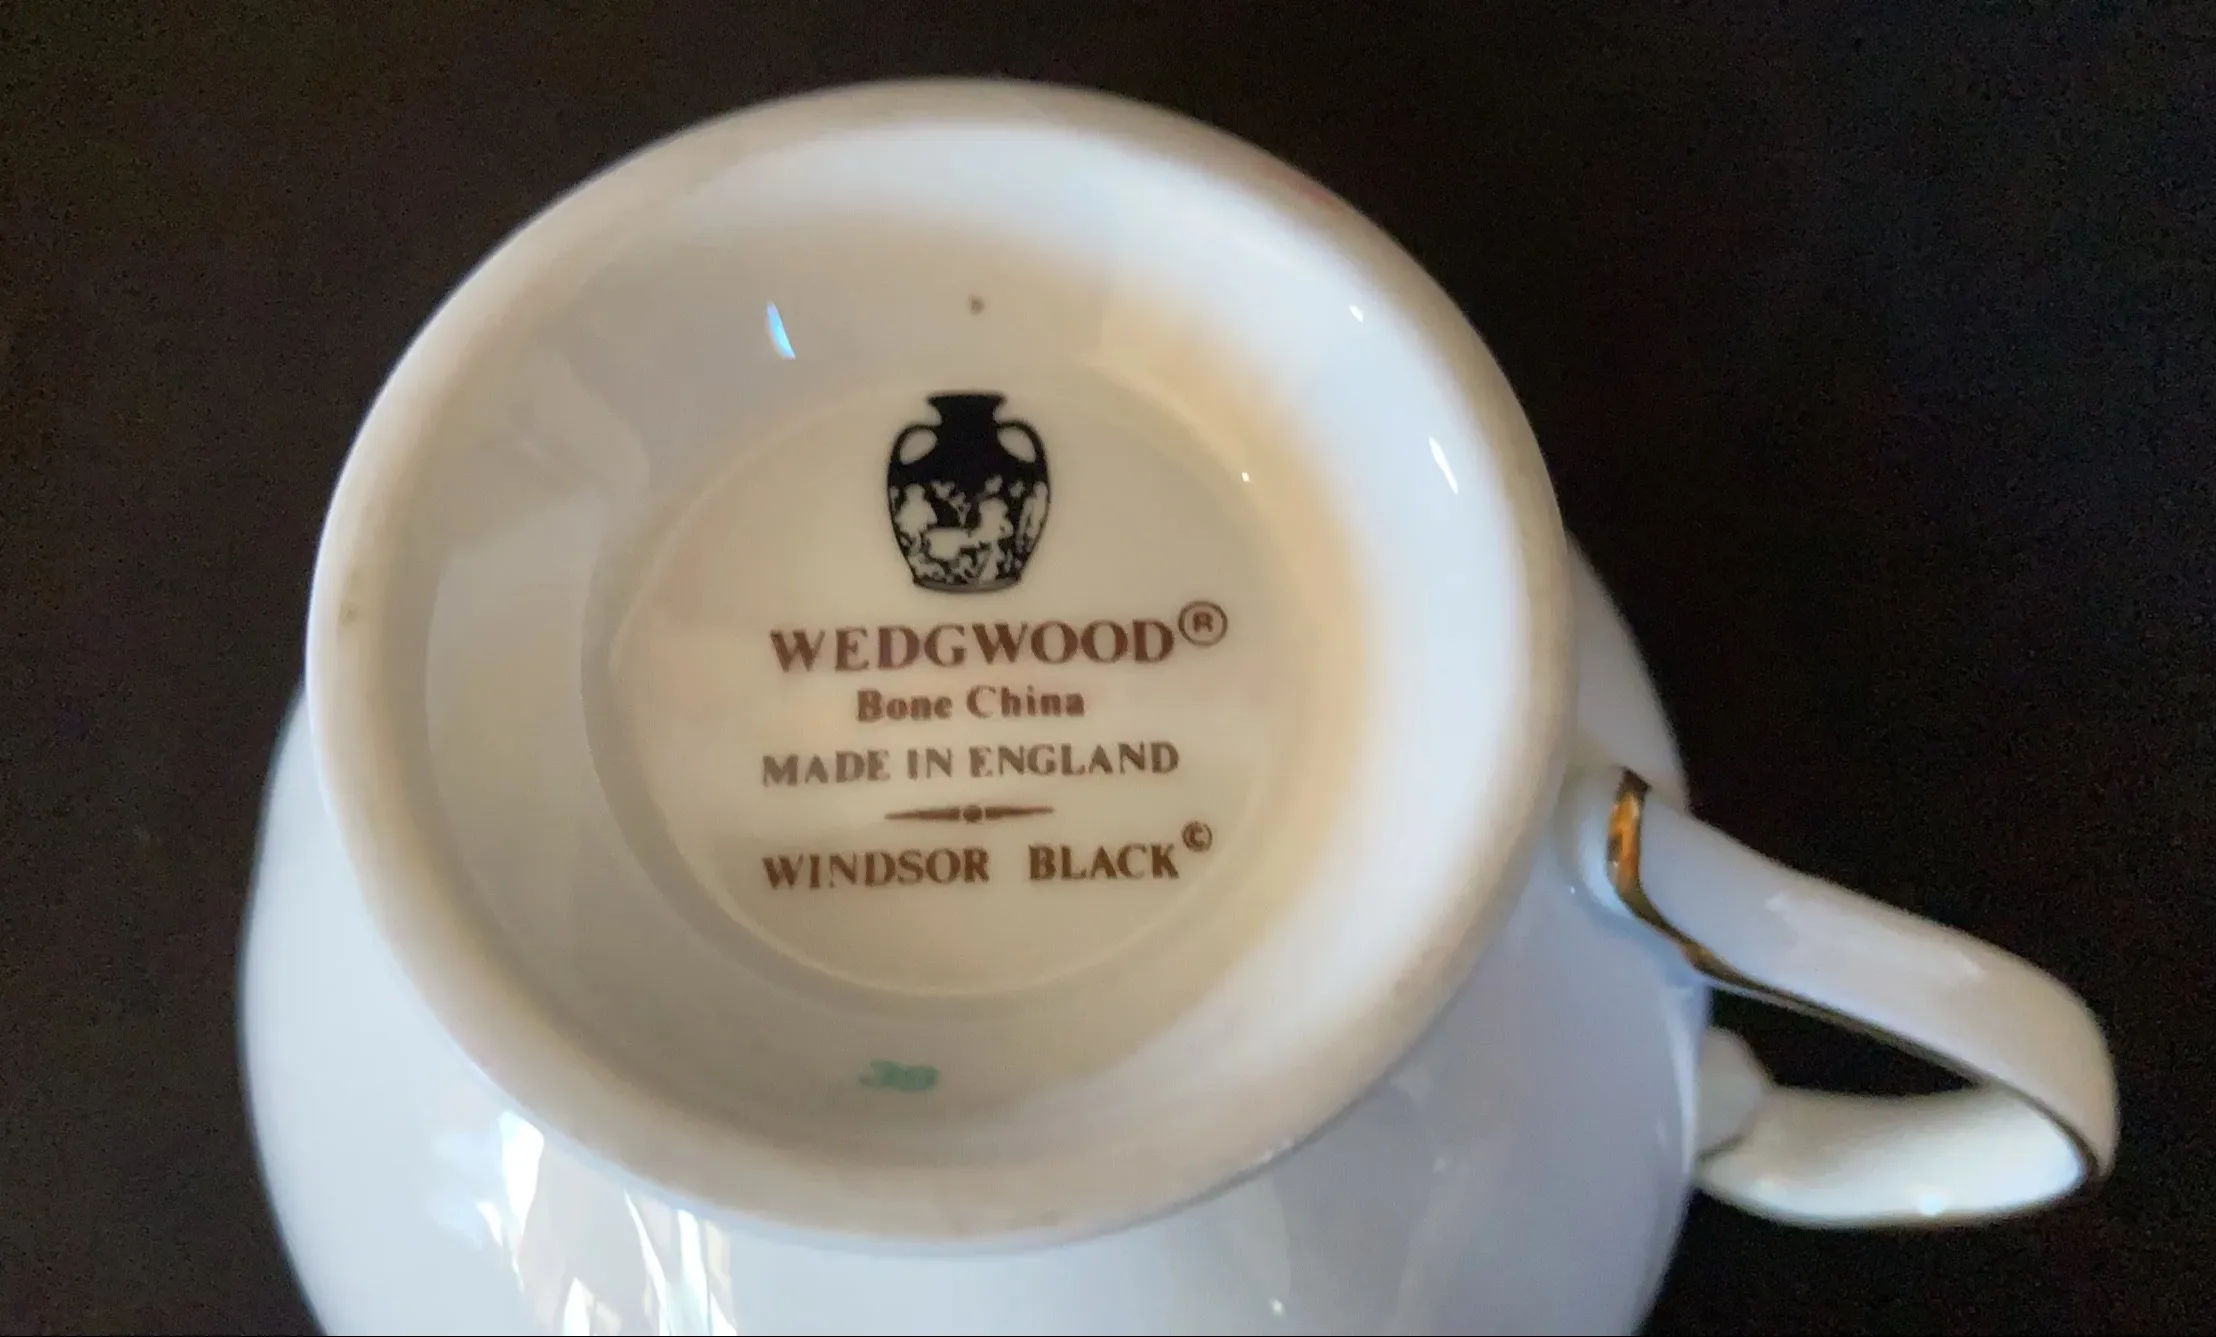 WEDGWOOD®
Bone China
MADE IN ENGLAND
WINDSOR BLACK©